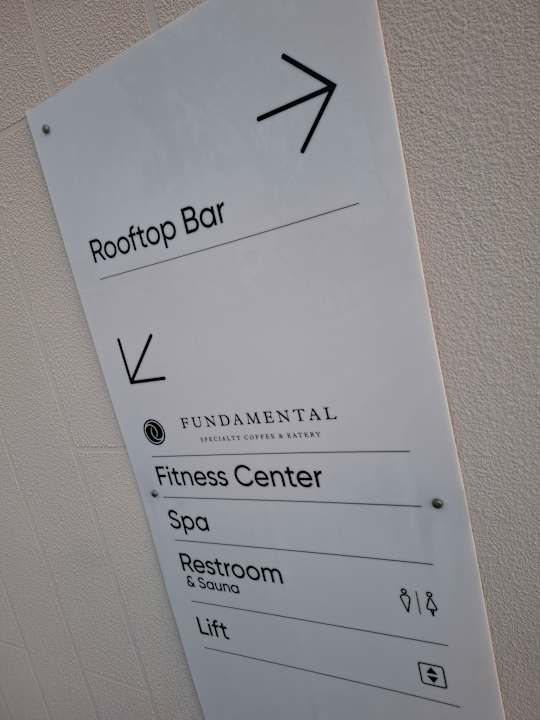 Rooftop Bar
FUNDAMENTAL
SPECIALTY COFFEE & EATERY
Fitness Center
Spa
Restroom
& Sauna
Lift